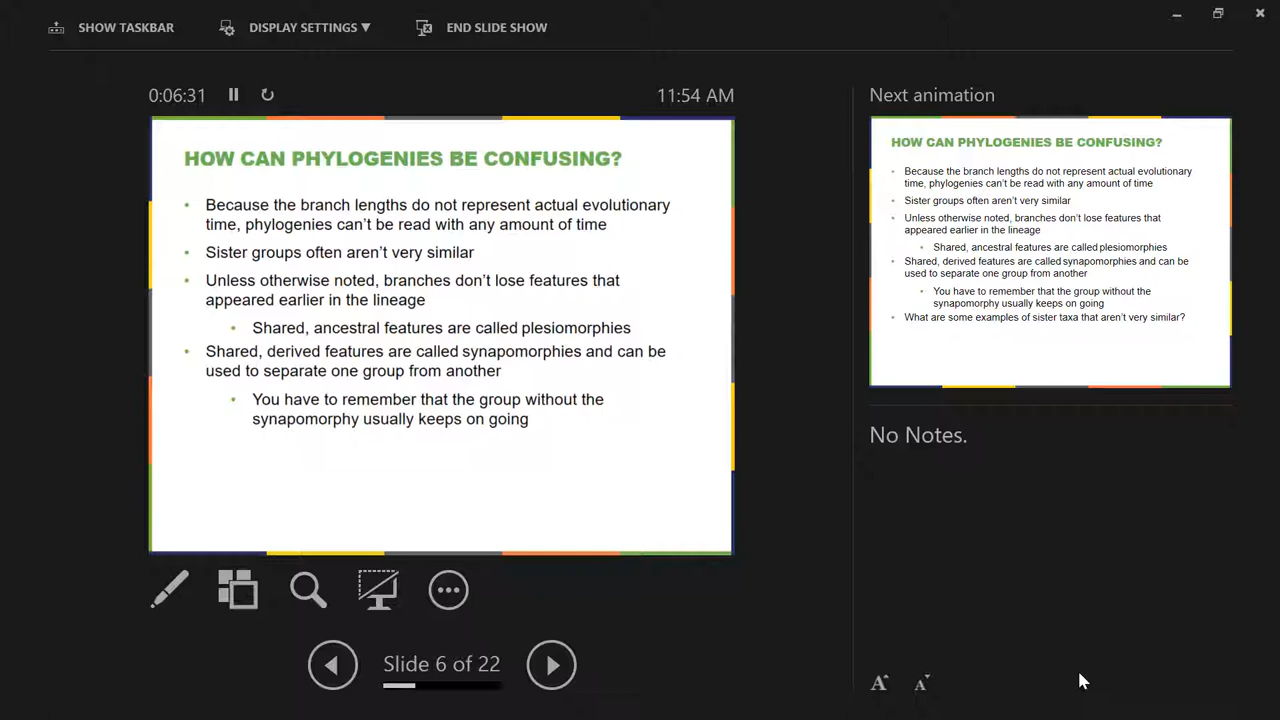 SHOW TASKBAR
DISPLAY SETTINGS ▼
END SLIDE SHOW
0:06:31
11:54 AM
HOW CAN PHYLOGENIES BE CONFUSING?
• Because the branch lengths do not represent actual evolutionary
time, phylogenies can't be read with any amount of time
• Sister groups often aren't very similar
• Unless otherwise noted, branches don't lose features that
appeared earlier in the lineage
• Shared, ancestral features are called plesiomorphies
• Shared, derived features are called synapomorphies and can be
used to separate one group from another
• You have to remember that the group without the
synapomorphy usually keeps on going
Slide 6 of 22
Next animation
HOW CAN PHYLOGENIES BE CONFUSING?
• Because the branch lengths do not represent actual evolutionary
time, phylogenies can't be read with any amount of time
• Sister groups often aren't very similar
• Unless otherwise noted, branches don't lose features that
appeared earlier in the lineage
• Shared, ancestral features are called plesiomorphies
• Shared, derived features are called synapomorphies and can be
used to separate one group from another
• You have to remember that the group without the
synapomorphy usually keeps on going
• What are some examples of sister taxa that aren't very similar?
No Notes.
A A